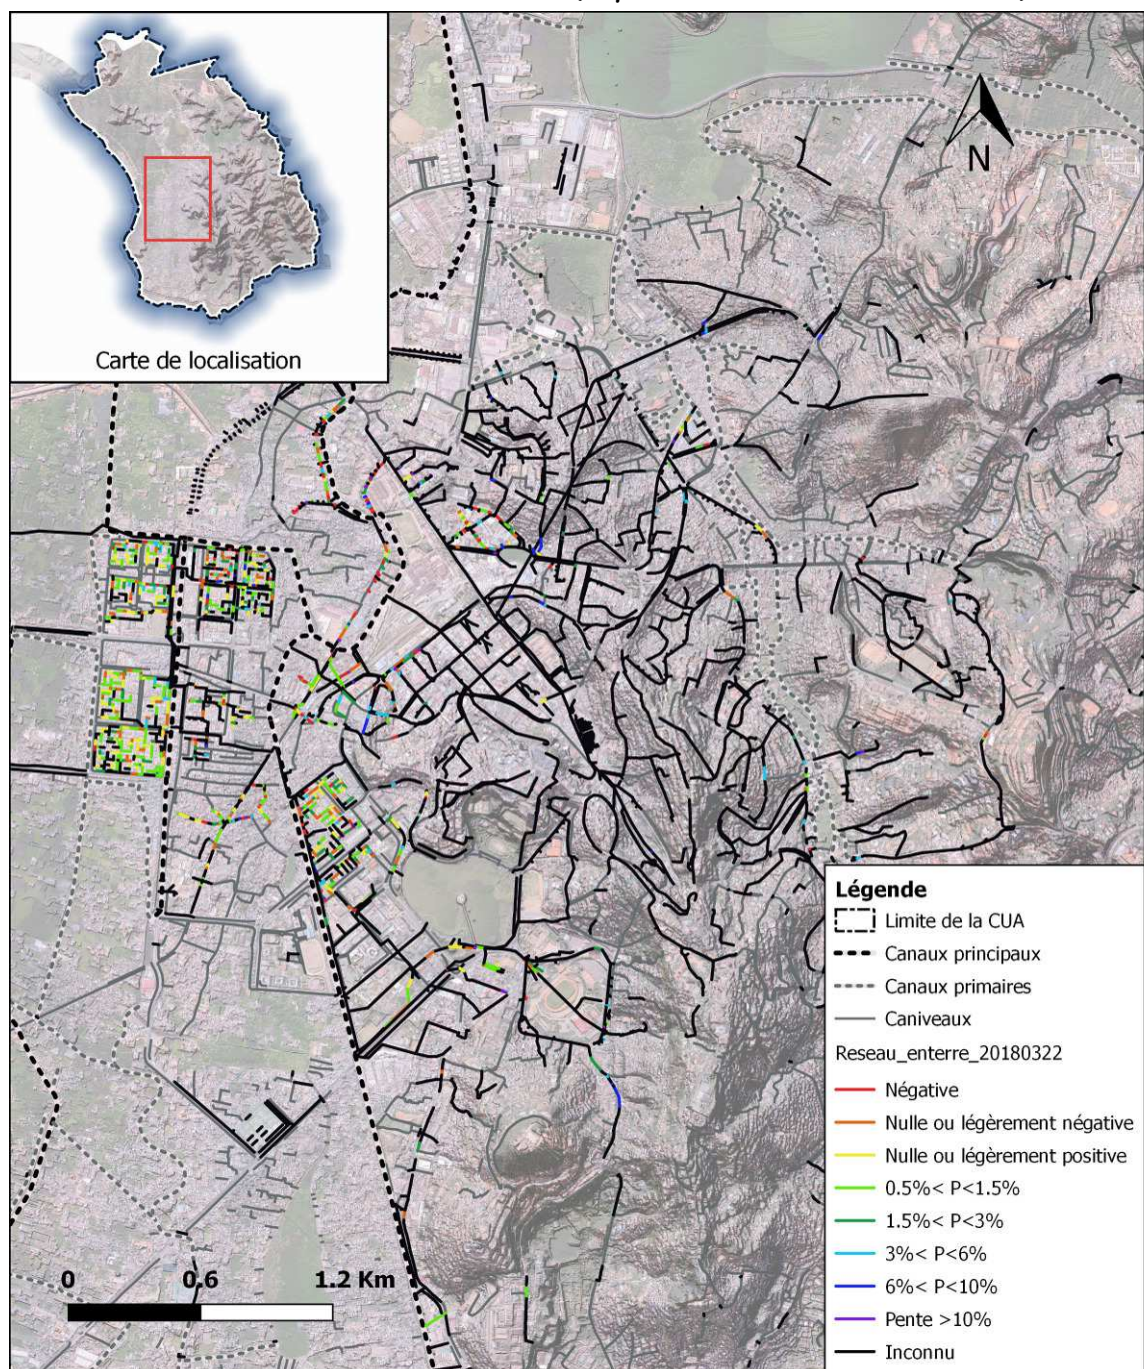 Carte de localisation
N
Légende
Limite de la CUA
Canaux principaux
Canaux primaires
Caniveaux
Reseau_enterre_20180322
Négative
Nulle ou légèrement négative
Nulle ou légèrement positive
0.5%< P<1.5%
1.5%< P<3%
3%< P<6%
6%< P<10%
Pente >10%
Inconnu
0 0.6 1.2 Km